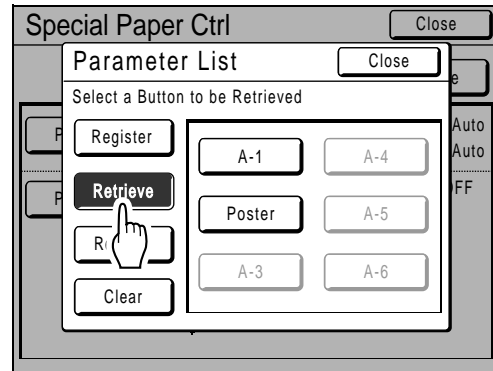 Special Paper Ctrl
Close
Parameter List
Close
Select a Button to be Retrieved
Register
A-1
A-4
Auto
Auto
Retrieve
Poster
A-5
FF
A-3
A-6
Clear